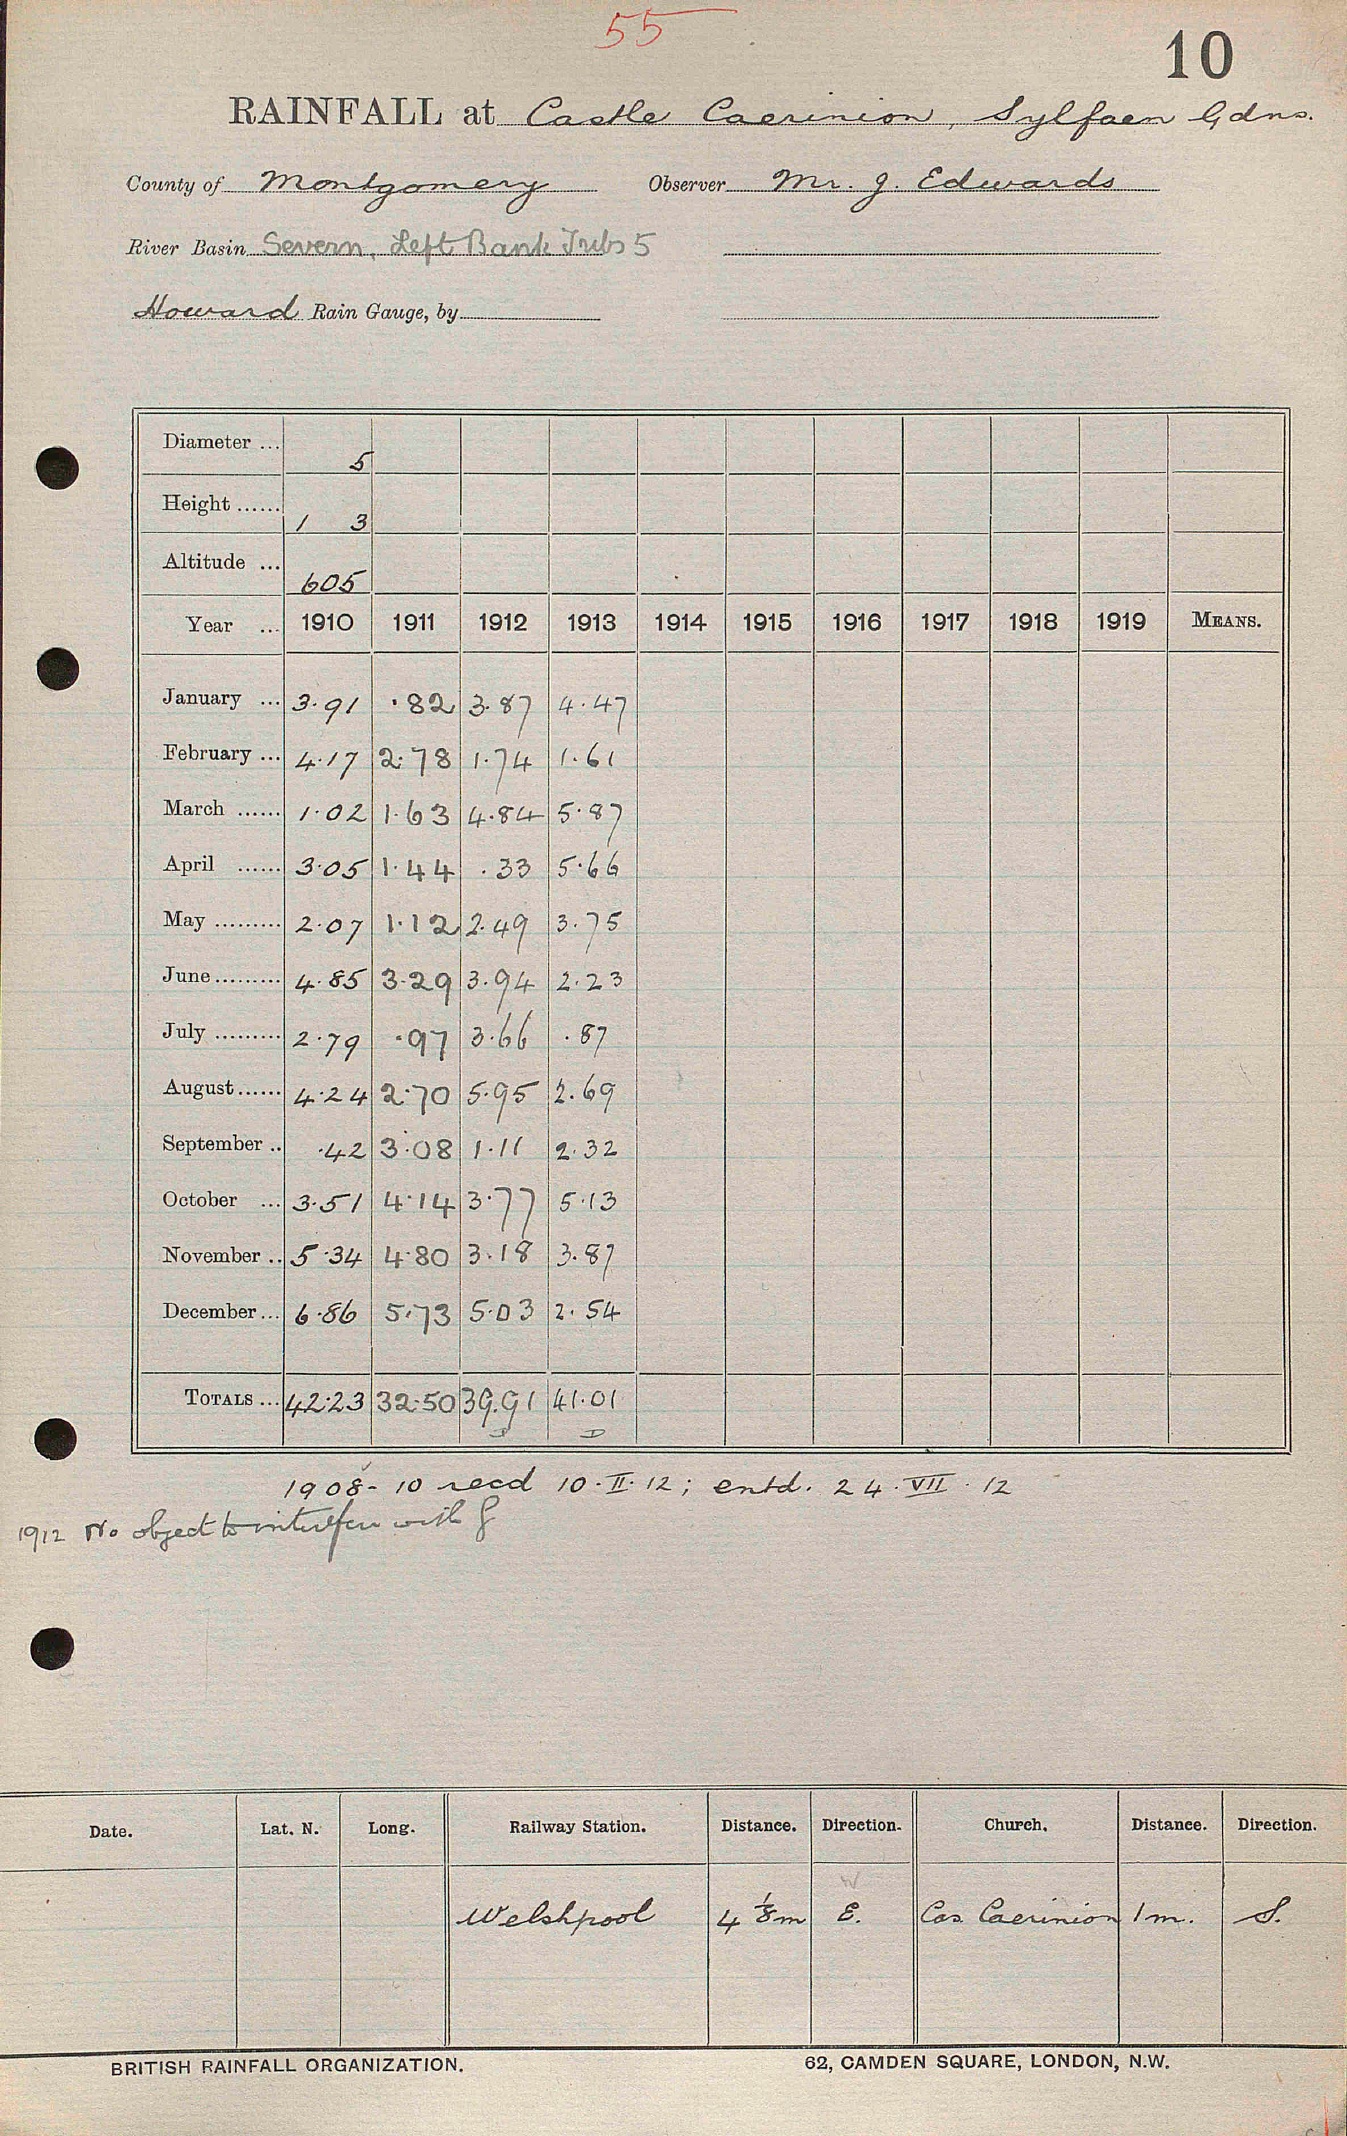 55
10
RAINFALL at Castle Caerinion, Sylfaen Gdns.
County of Montgomery Observer Mr. J. Edwards
River Basin Severn, Left Bank Tribs 5
Howard Rain Gauge, by
Diameter ... 5
Height ...... 1 3
Altitude ... 605
Year ... 1910 1911 1912 1913 1914 1915 1916 1917 1918 1919 MEANS.
January ... 3.91 .82 3.87 4.47
February ... 4.17 2.78 1.74 1.61
March ...... 1.02 1.63 4.84 5.87
April ...... 3.05 1.44 .33 5.66
May ......... 2.07 1.12 2.49 3.75
June ......... 4.85 3.29 3.94 2.23
July ......... 2.79 .97 3.66 .87
August ...... 4.24 2.70 5.95 2.69
September .. .42 3.08 1.11 2.32
October ... 3.51 4.14 3.77 5.13
November .. 5.34 4.80 3.18 3.87
December ... 6.86 5.73 5.03 2.54
TOTALS ... 42.23 32.50 39.91 41.01
D D
1908-10 recd 10.II.12; entd. 24.VII.12
1912 No object to interfere with g
Date. Lat. N. Long. Railway Station. Distance. Direction. Church. Distance. Direction.
W
Welshpool 4 1/8 m E. Cas. Caerinion 1 m. S.
BRITISH RAINFALL ORGANIZATION. 62, CAMDEN SQUARE, LONDON, N.W.